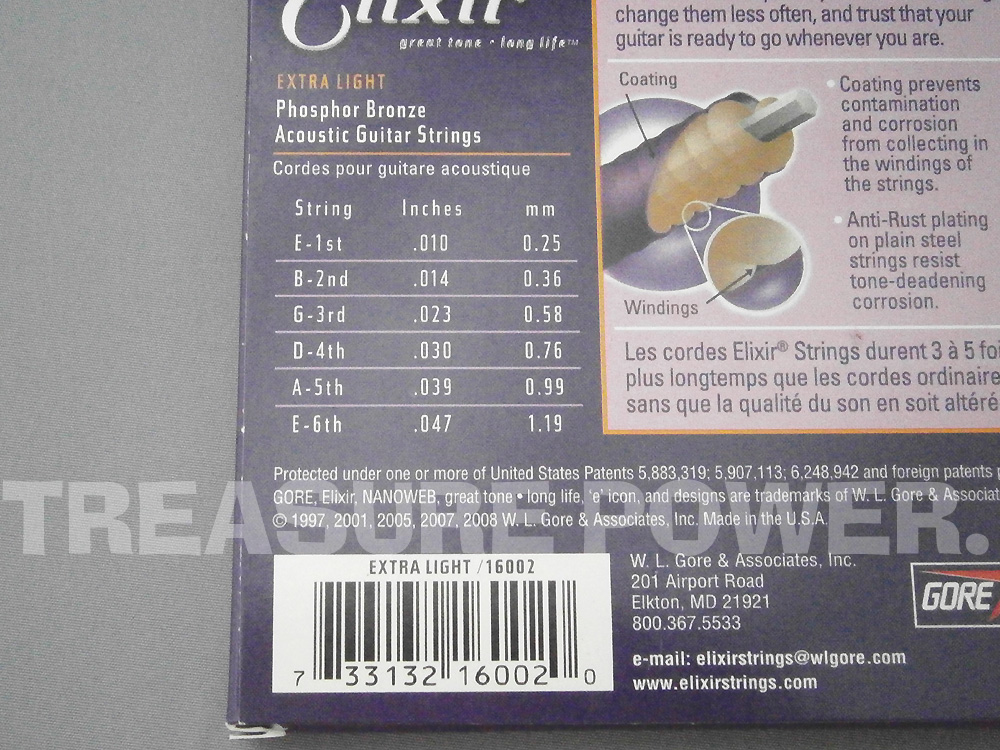 Elixir
great tone • long life™
EXTRA LIGHT
Phosphor Bronze
Acoustic Guitar Strings
Cordes pour guitare acoustique
String Inches mm
E-1st .010 0.25
B-2nd .014 0.36
G-3rd .023 0.58
D-4th .030 0.76
A-5th .039 0.99
E-6th .047 1.19
change them less often, and trust that your
guitar is ready to go whenever you are.
Coating
Windings
• Coating prevents
contamination
and corrosion
from collecting in
the windings of
the strings.
• Anti-Rust plating
on plain steel
strings resist
tone-deadening
corrosion.
Les cordes Elixir® Strings durent 3 à 5 foi
plus longtemps que les cordes ordinaire
sans que la qualité du son en soit altéré
Protected under one or more of United States Patents 5,883,319; 5,907,113; 6,248,942 and foreign patents p
GORE, Elixir, NANOWEB, great tone • long life, 'e' icon, and designs are trademarks of W. L. Gore & Associat
© 1997, 2001, 2005, 2007, 2008 W. L. Gore & Associates, Inc. Made in the U.S.A.
TREASURE POWER.
EXTRA LIGHT /16002
7 33132 16002 0
W. L. Gore & Associates, Inc.
201 Airport Road
Elkton, MD 21921
800.367.5533
GORE
e-mail: elixirstrings@wlgore.com
www.elixirstrings.com